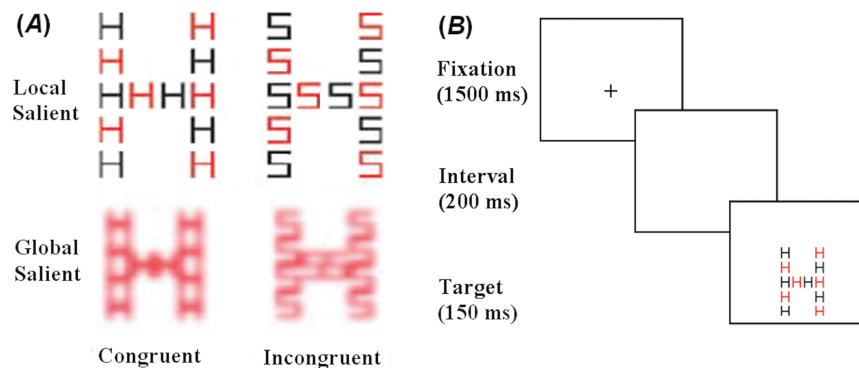 (A)
Local
Salient
H H
H H
H H H H
H H
H H
S S
S S
S S S S
S S
S S
Global
Salient
Congruent
Incongruent
(B)
Fixation
(1500 ms)
+
Interval
(200 ms)
Target
(150 ms)
H H
H H
H H H H
H H
H H